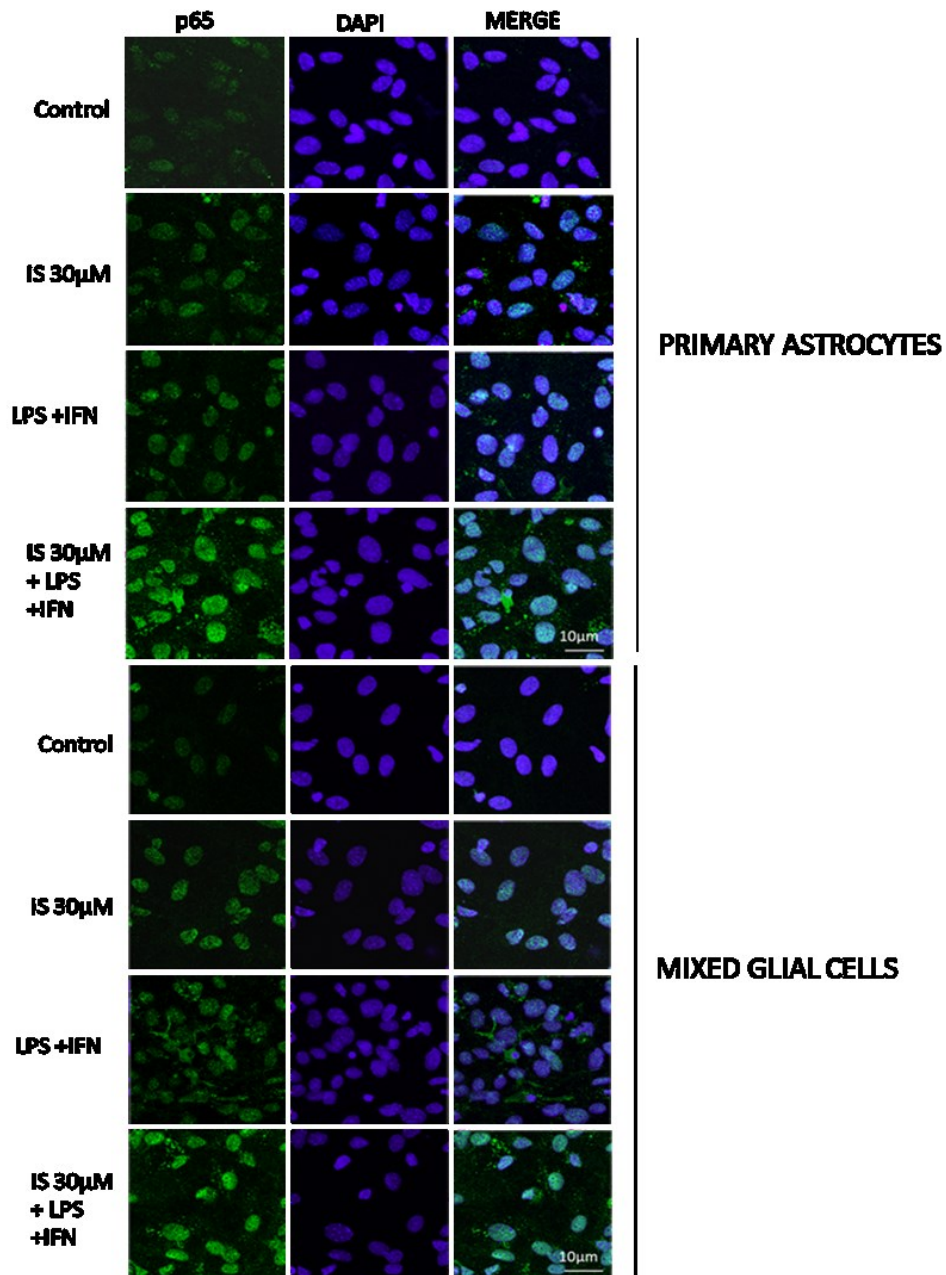 p65 DAPI MERGE
Control
IS 30µM
LPS +IFN
IS 30µM
+ LPS
+IFN
10µm
PRIMARY ASTROCYTES
Control
IS 30µM
LPS +IFN
IS 30µM
+ LPS
+IFN
10µm
MIXED GLIAL CELLS